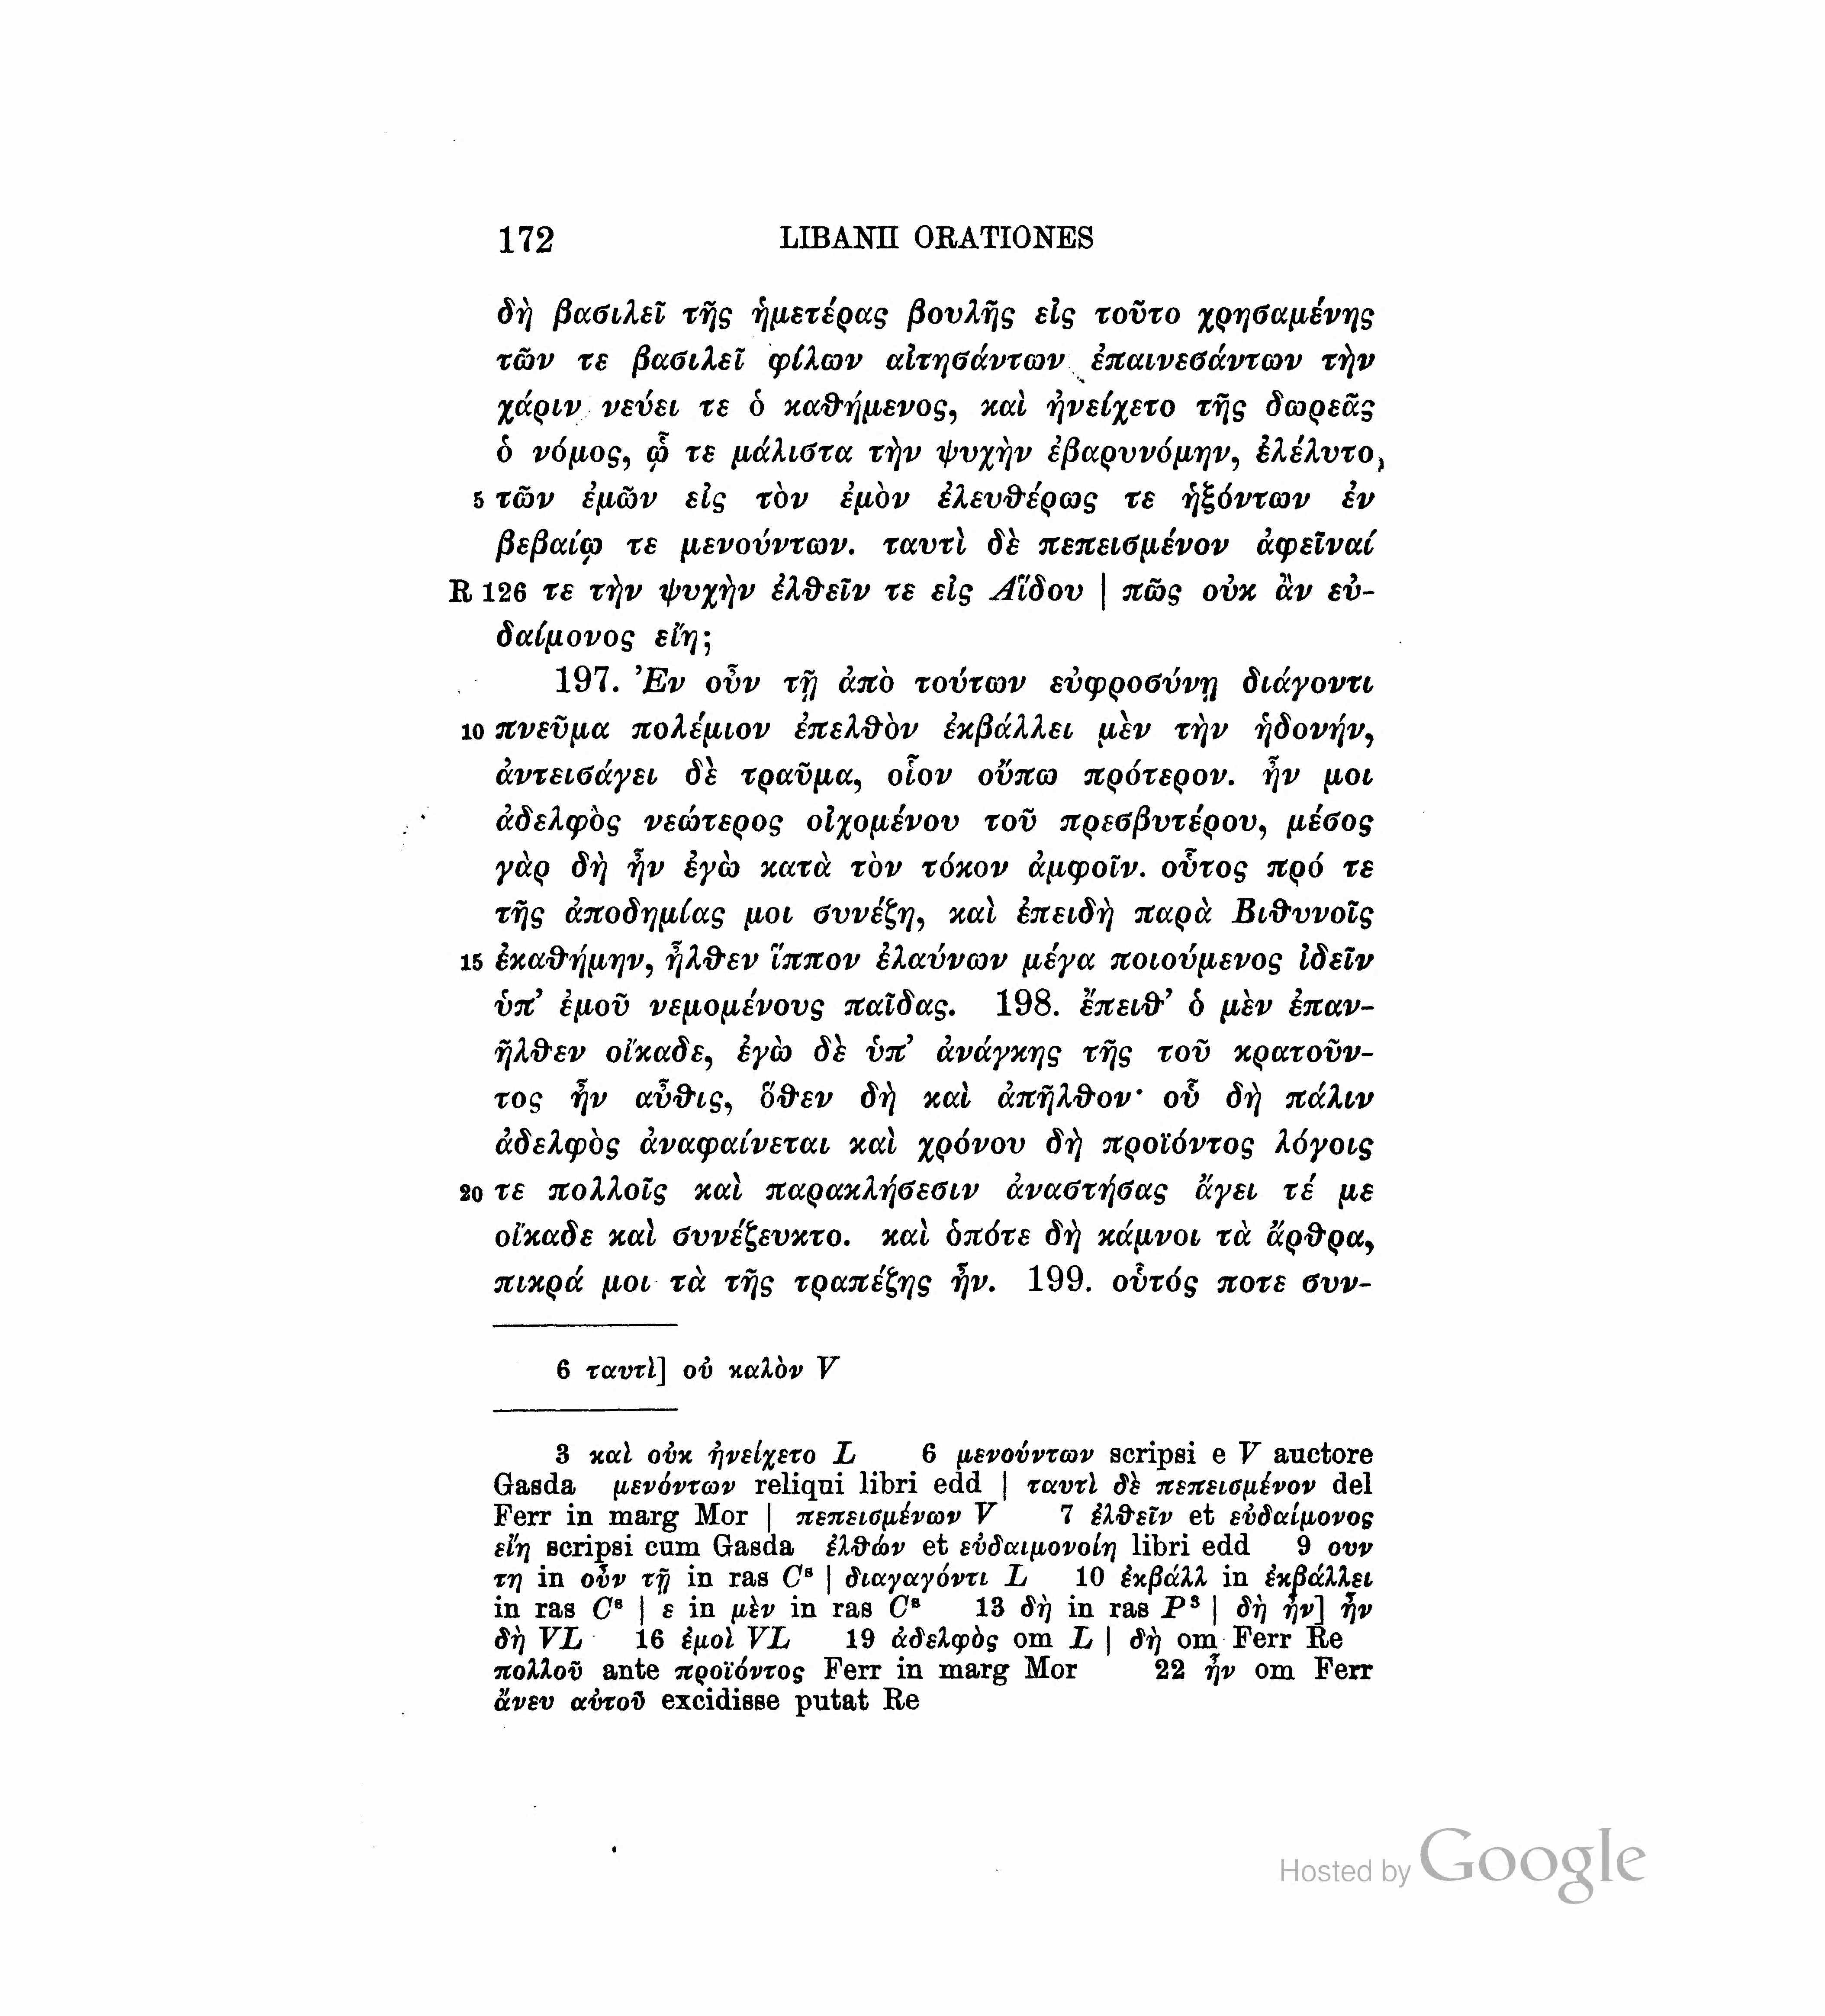 172 LIBANII ORATIONES
δὴ βασιλεῖ τῆς ἡμετέρας βουλῆς εἰς τοῦτο χρησαμένης
τῶν τε βασιλεῖ φίλων αἰτησάντων ἐπαινεσάντων τὴν
χάριν νεύει τε ὁ καθήμενος, καὶ ἠνείχετο τῆς δωρεᾶς
ὁ νόμος, ᾧ τε μάλιστα τὴν ψυχὴν ἐβαρυνόμην, ἐλέλυτο,
5 τῶν ἐμῶν εἰς τὸν ἐμὸν ἐλευθέρως τε ἡξόντων ἐν
βεβαίῳ τε μενούντων. ταυτὶ δὲ πεπεισμένον ἀφεῖναί
R 126 τε τὴν ψυχὴν ἐλθεῖν τε εἰς Ἅιδου | πῶς οὐκ ἂν εὐ-
δαίμονος εἴη;
197. Ἐν οὖν τῇ ἀπὸ τούτων εὐφροσύνῃ διάγοντι
10 πνεῦμα πολέμιον ἐπελθὸν ἐκβάλλει μὲν τὴν ἡδονήν,
ἀντεισάγει δὲ τραῦμα, οἷον οὔπω πρότερον. ἦν μοι
ἀδελφὸς νεώτερος οἰχομένου τοῦ πρεσβυτέρου, μέσος
γὰρ δὴ ἦν ἐγὼ κατὰ τὸν τόκον ἀμφοῖν. οὗτος πρό τε
τῆς ἀποδημίας μοι συνέζη, καὶ ἐπειδὴ παρὰ Βιθυνοῖς
15 ἐκαθήμην, ἦλθεν ἵππον ἐλαύνων μέγα ποιούμενος ἰδεῖν
ὑπ’ ἐμοῦ νεμομένους παῖδας. 198. ἔπειθ’ ὁ μὲν ἐπαν-
ῆλθεν οἴκαδε, ἐγὼ δὲ ὑπ’ ἀνάγκης τῆς τοῦ κρατοῦν-
τος ἦν αὖθις, ὅθεν δὴ καὶ ἀπῆλθον· οὗ δὴ πάλιν
ἀδελφὸς ἀναφαίνεται καὶ χρόνου δὴ προϊόντος λόγοις
20 τε πολλοῖς καὶ παρακλήσεσιν ἀναστήσας ἄγει τέ με
οἴκαδε καὶ συνέζευκτο. καὶ ὁπότε δὴ κάμνοι τὰ ἄρθρα,
πικρά μοι τὰ τῆς τραπέζης ἦν. 199. οὗτός ποτε συν-
6 ταυτὶ] οὐ καλὸν V
3 καὶ οὐκ ἠνείχετο L 6 μενούντων scripsi e V auctore
Gasda μενόντων reliqui libri edd | ταυτὶ δὲ πεπεισμένον del
Ferr in marg Mor | πεπεισμένων V 7 ἐλθεῖν et εὐδαίμονος
εἴη scripsi cum Gasda ἐλθὼν et εὐδαιμονοίη libri edd 9 ουν
τη in οὖν τῇ in ras Cˢ | διαγαγόντι L 10 ἐκβάλλ in ἐκβάλλει
in ras Cˢ | ε in μὲν in ras Cˢ 13 δὴ in ras P³ | δὴ ἦν] ἦν
δὴ VL 16 ἐμοὶ VL 19 ἀδελφὸς om L | δὴ om Ferr Re
πολλοῦ ante προϊόντος Ferr in marg Mor 22 ἦν om Ferr
ἄνευ αὐτοῦ excidisse putat Re
Hosted by Google